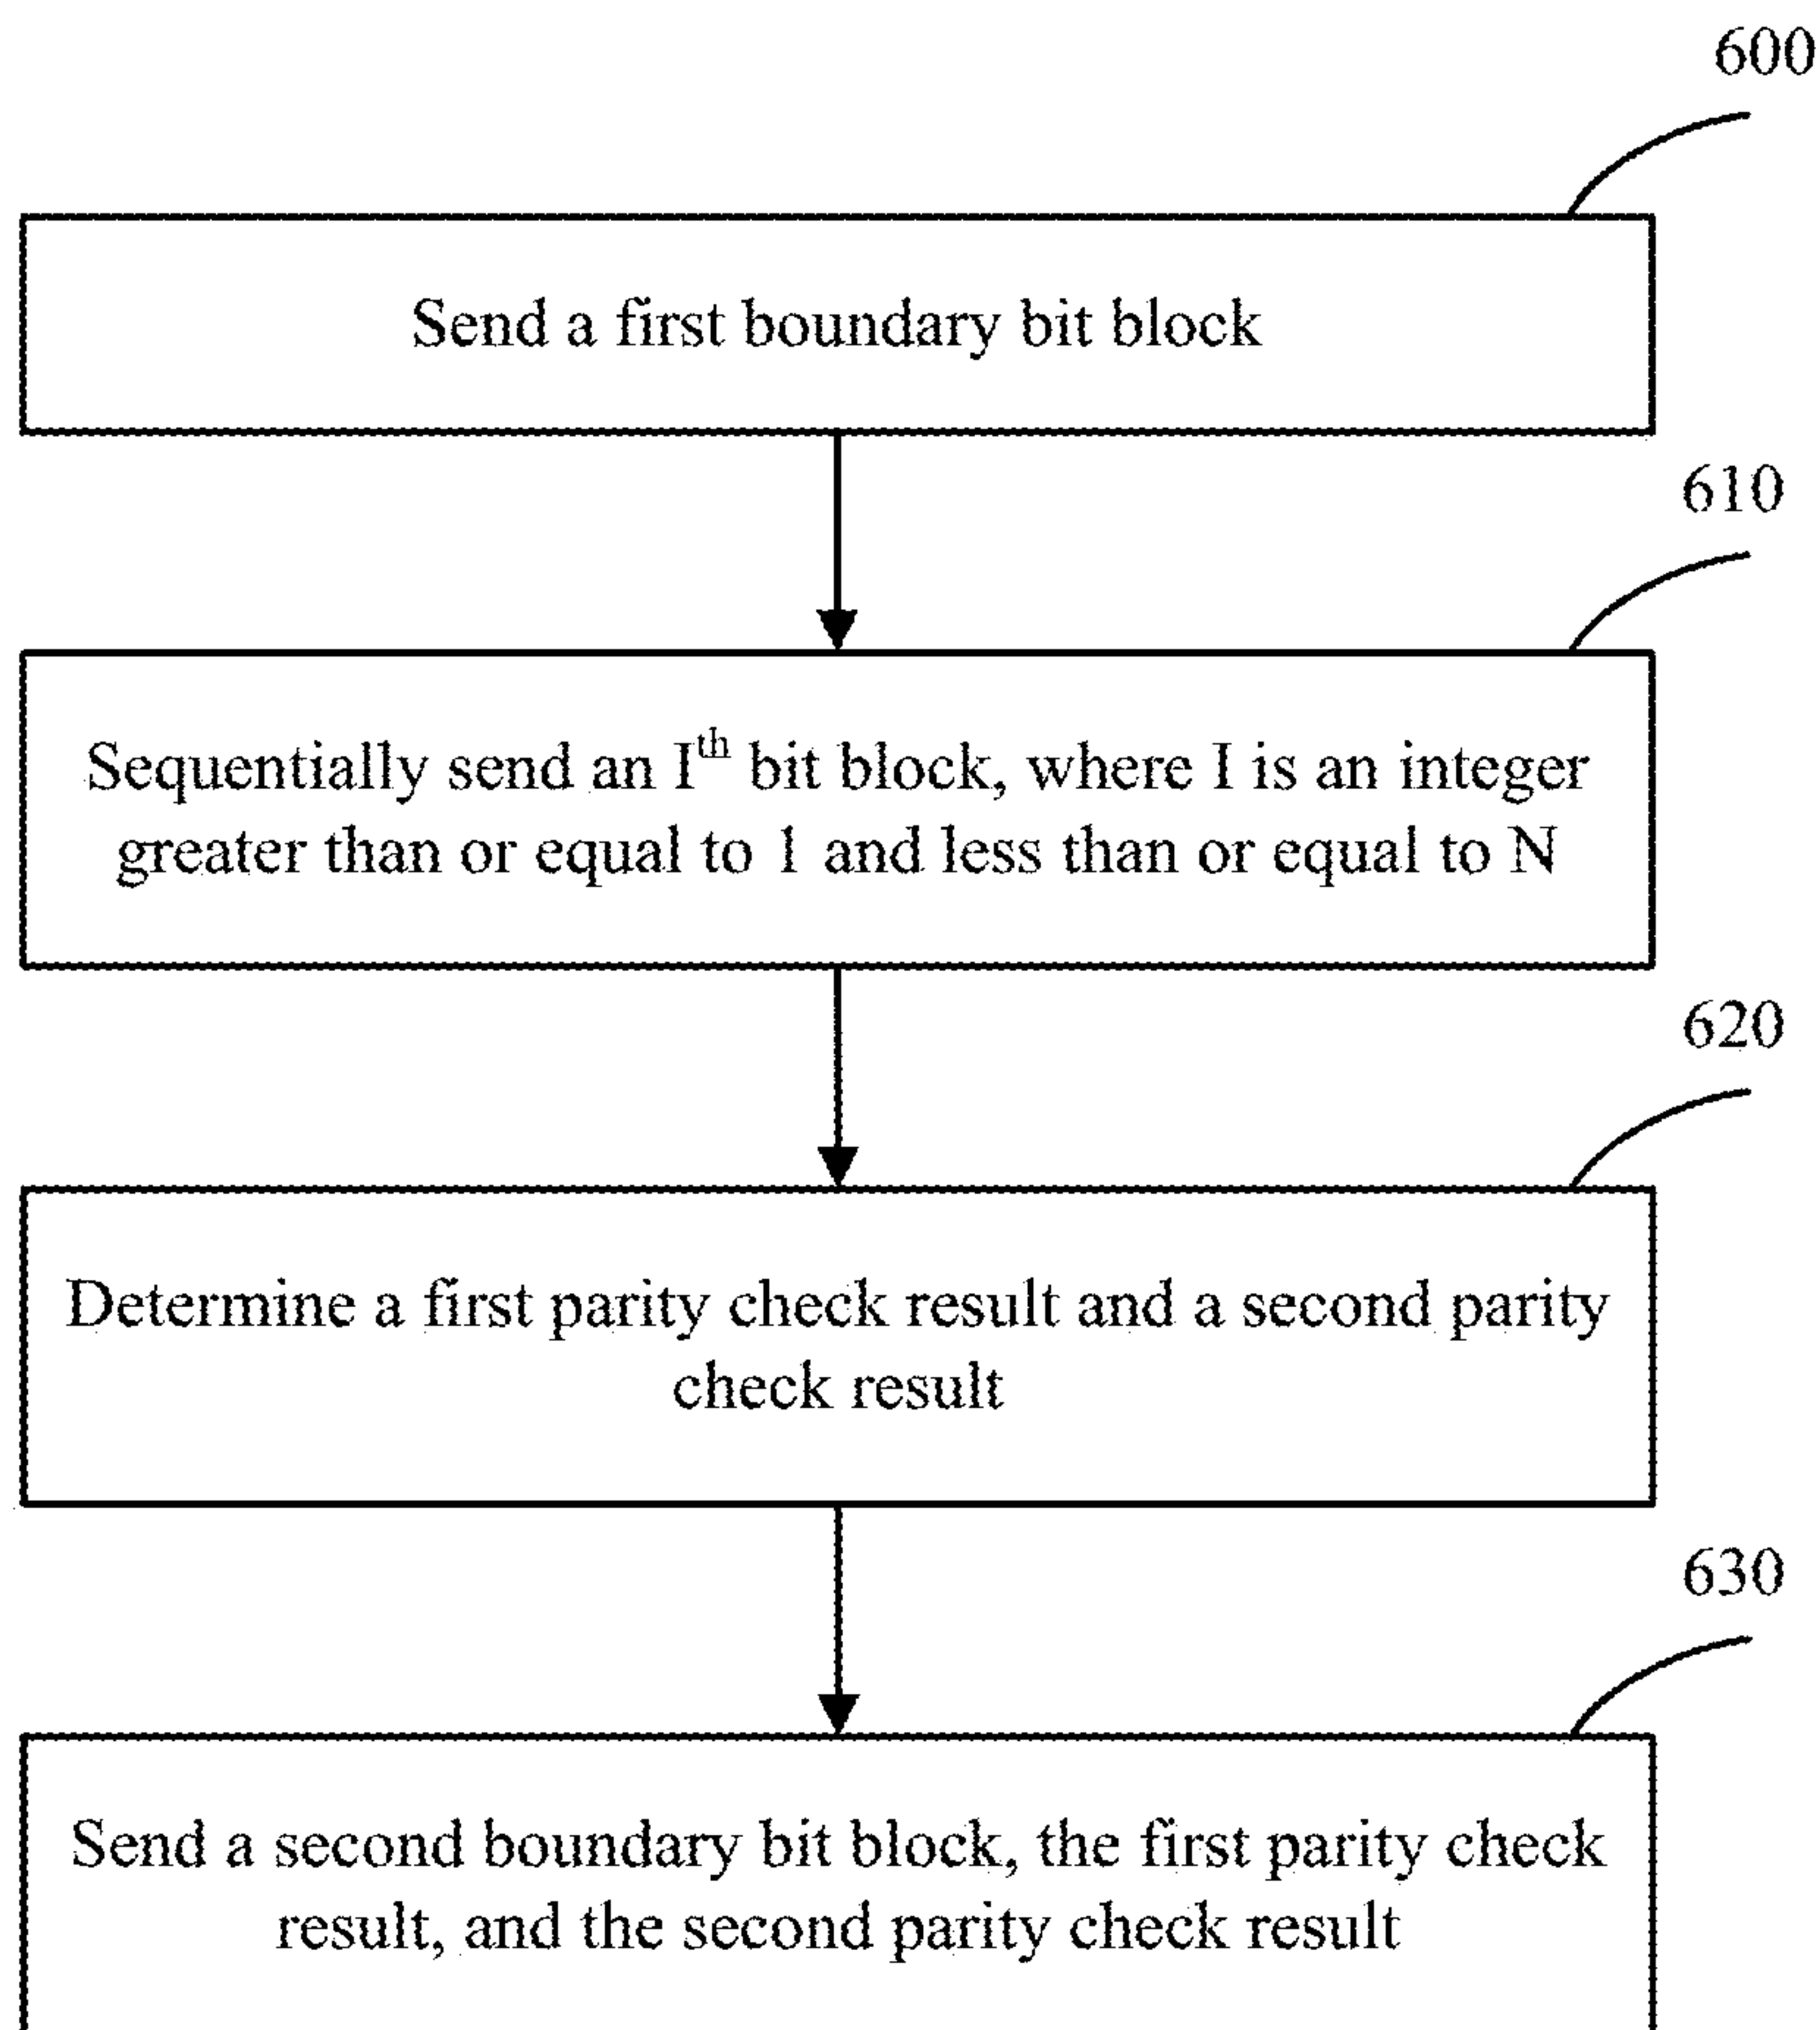 600
Send a first boundary bit block
610
Sequentially send an Ith bit block, where I is an integer
greater than or equal to 1 and less than or equal to N
620
Determine a first parity check result and a second parity
check result
630
Send a second boundary bit block, the first parity check
result, and the second parity check result